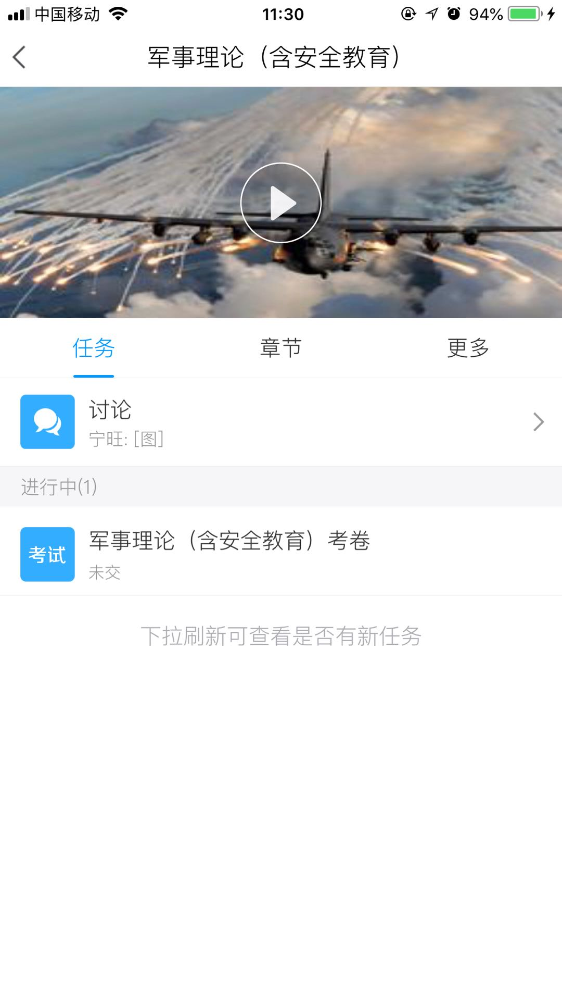 中国移动 11:30 94%
军事理论（含安全教育）
任务 章节 更多
讨论
宁旺: [图]
进行中(1)
考试
军事理论（含安全教育）考卷
未交
下拉刷新可查看是否有新任务